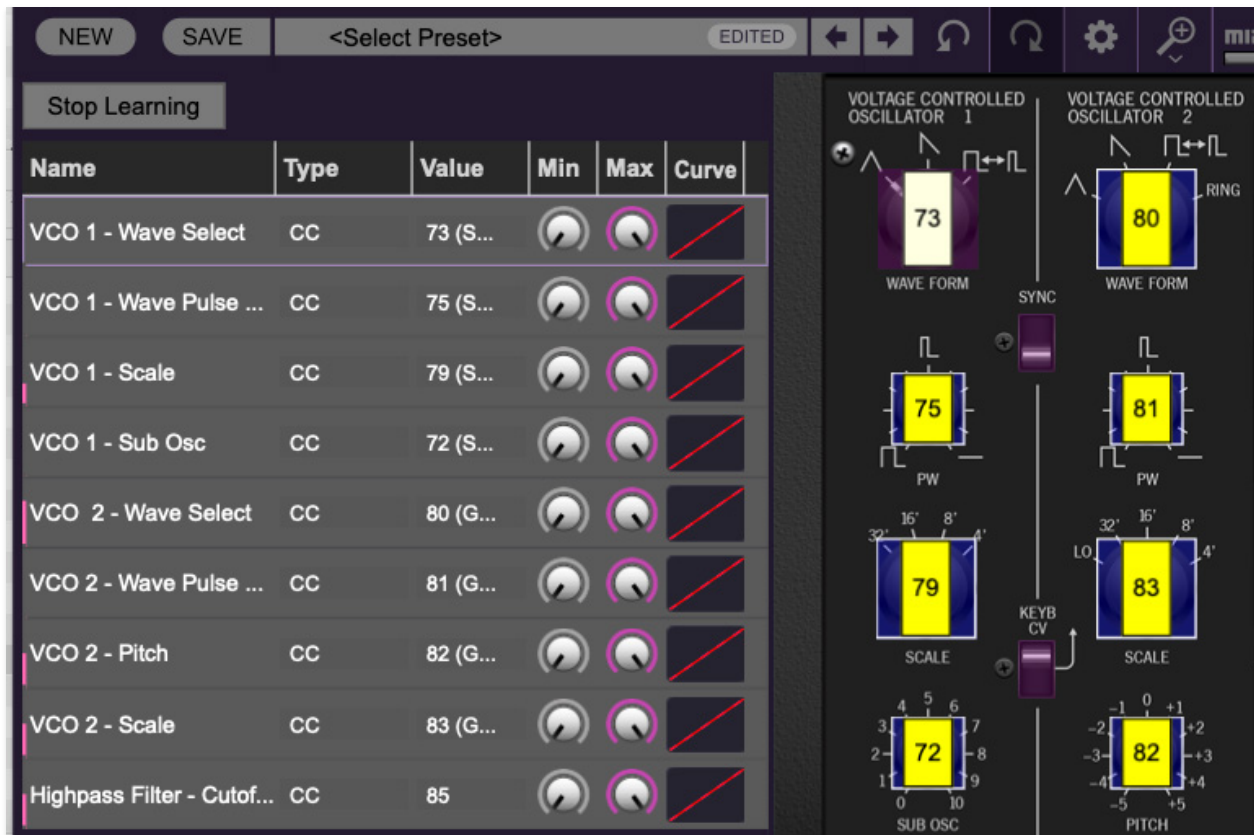 NEW SAVE <Select Preset> EDITED
Stop Learning
Name Type Value Min Max Curve
VCO 1 - Wave Select CC 73 (S...
VCO 1 - Wave Pulse ... CC 75 (S...
VCO 1 - Scale CC 79 (S...
VCO 1 - Sub Osc CC 72 (S...
VCO 2 - Wave Select CC 80 (G...
VCO 2 - Wave Pulse ... CC 81 (G...
VCO 2 - Pitch CC 82 (G...
VCO 2 - Scale CC 83 (G...
Highpass Filter - Cutof... CC 85
VOLTAGE CONTROLLED
OSCILLATOR 1
73
WAVE FORM
75
PW
32' 16' 8' 4'
79
SCALE
0 1 2 3 4 5 6 7 8 9 10
72
SUB OSC
SYNC
KEYB
CV
VOLTAGE CONTROLLED
OSCILLATOR 2
RING
80
WAVE FORM
81
PW
LO 32' 16' 8' 4'
83
SCALE
-5 -4 -3 -2 -1 0 +1 +2 +3 +4 +5
82
PITCH